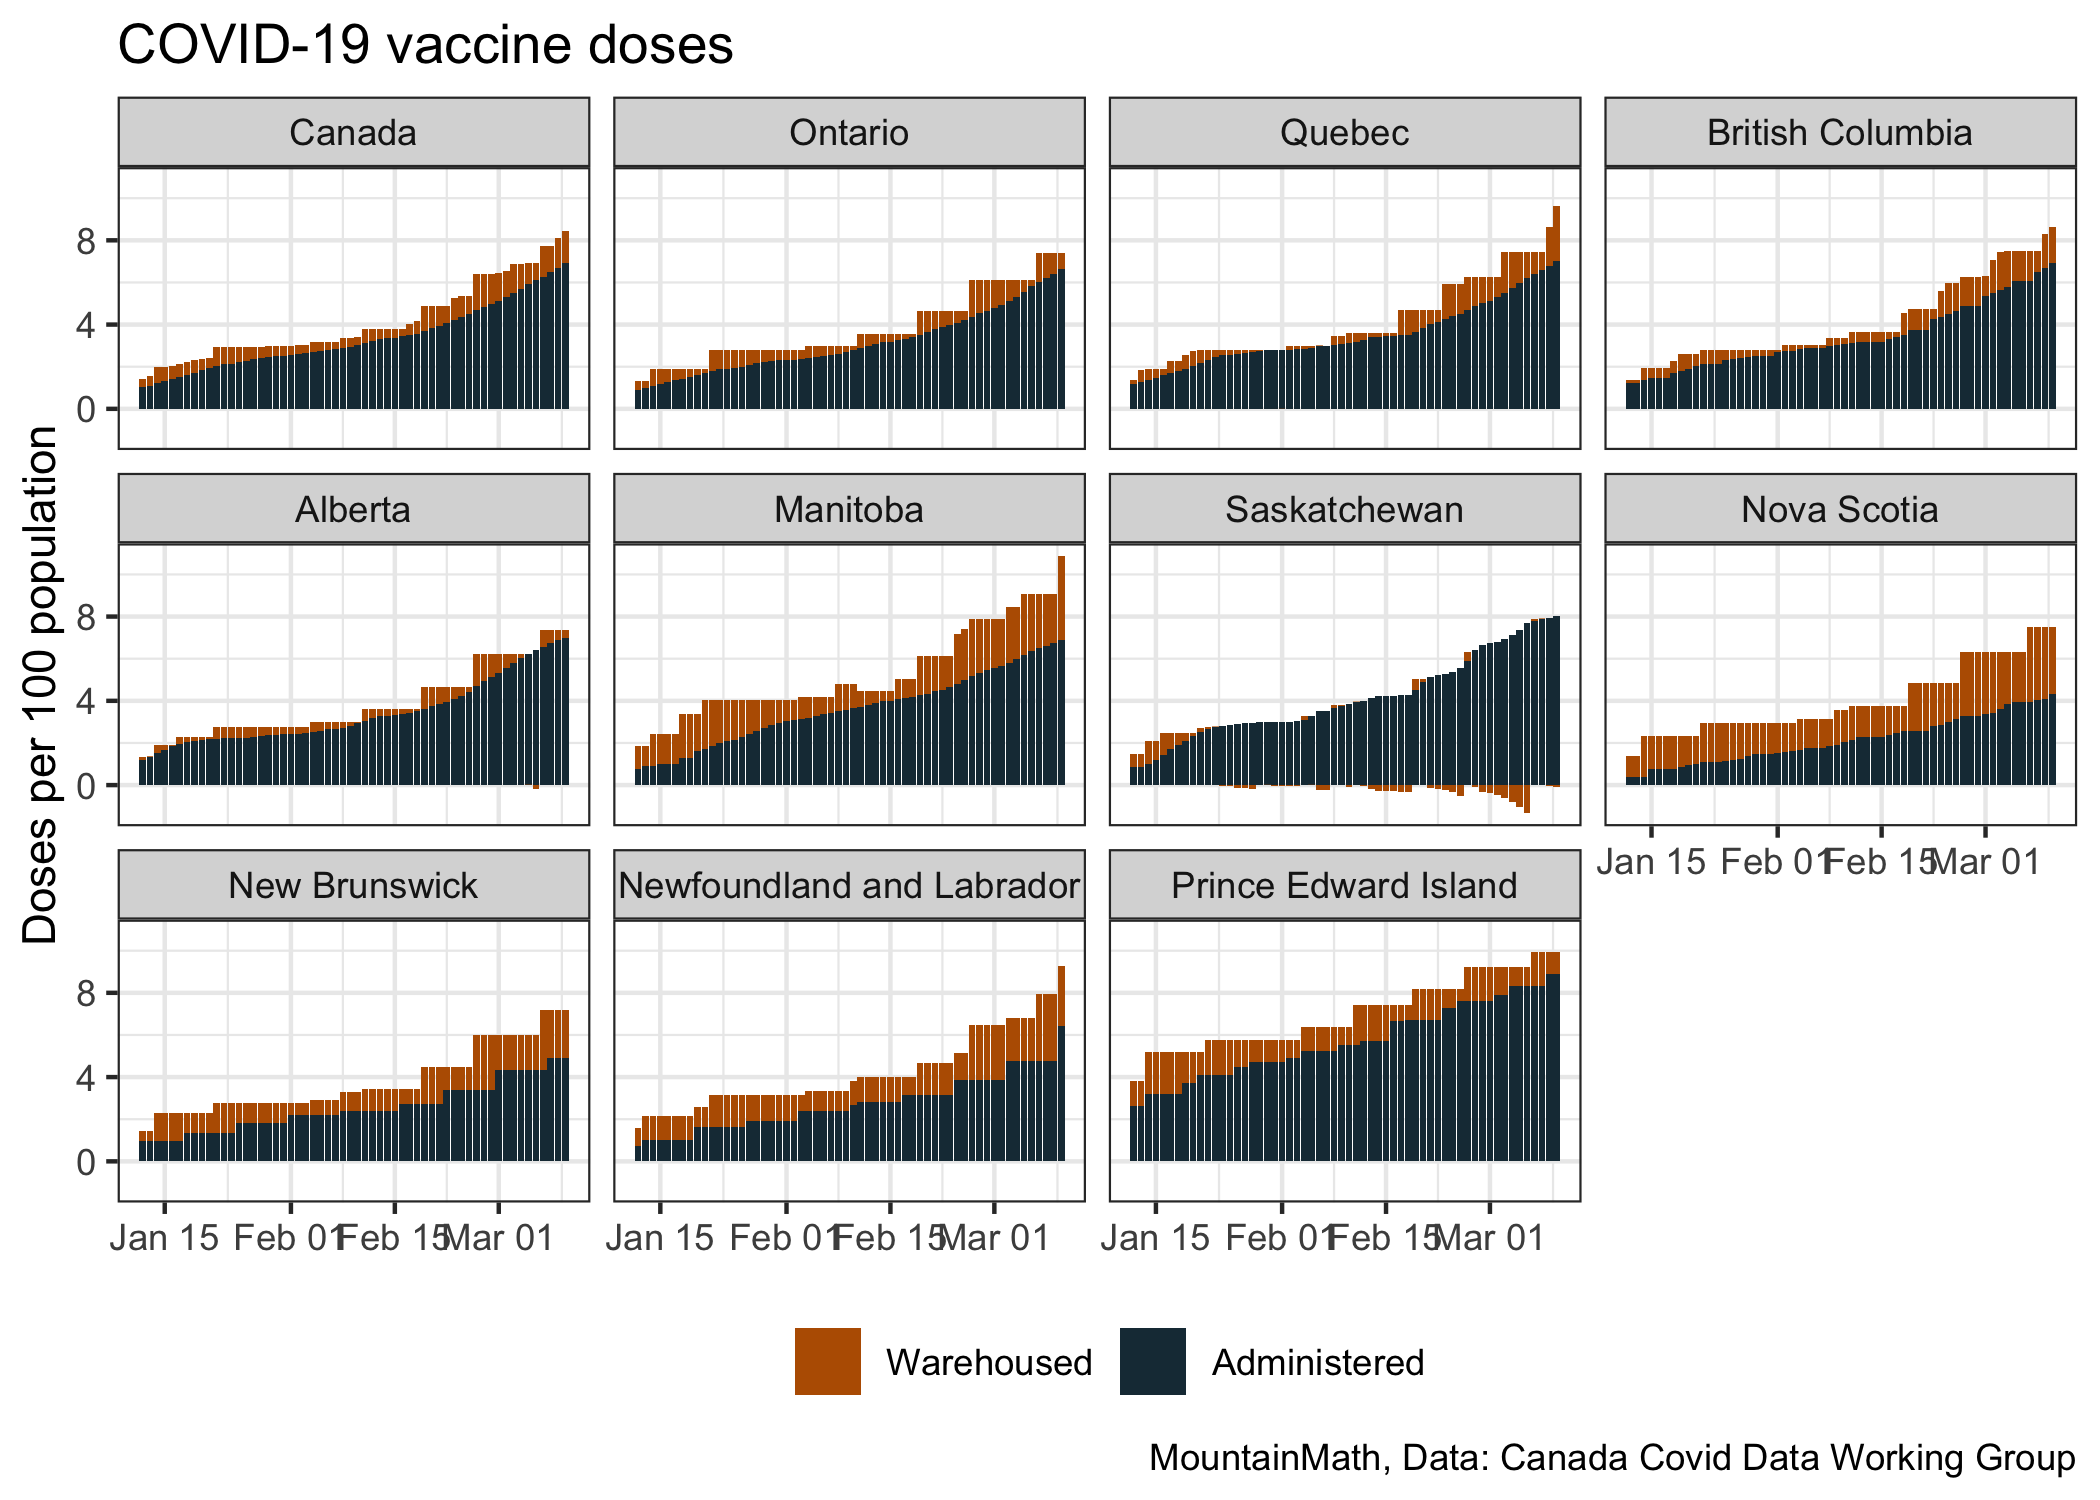 COVID-19 vaccine doses
Canada
Ontario
Quebec
British Columbia
8
4
0
Doses per 100 population
Alberta
Manitoba
Saskatchewan
Nova Scotia
8
4
0
Jan 15 Feb 01 Feb 15 Mar 01
New Brunswick
Newfoundland and Labrador
Prince Edward Island
8
4
0
Jan 15 Feb 01 Feb 15 Mar 01
Jan 15 Feb 01 Feb 15 Mar 01
Jan 15 Feb 01 Feb 15 Mar 01
Warehoused
Administered
MountainMath, Data: Canada Covid Data Working Group